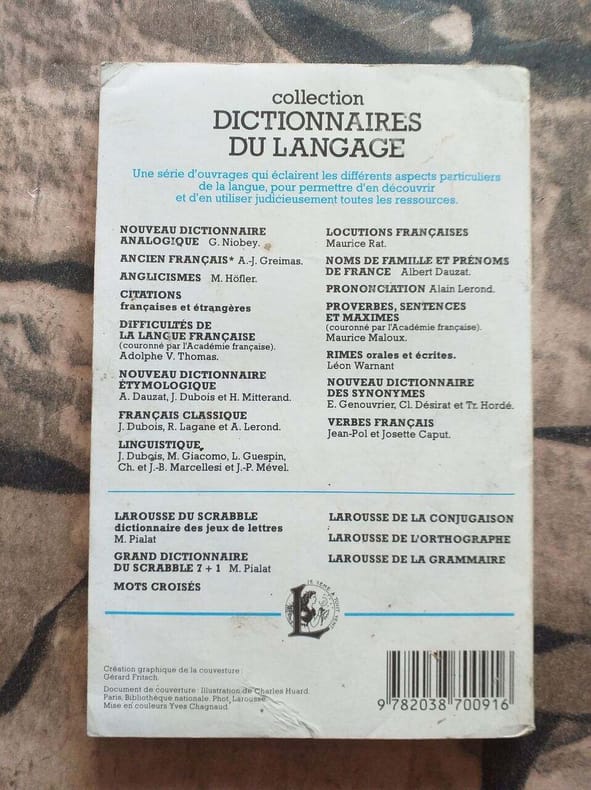 collection
DICTIONNAIRES
DU LANGAGE
Une série d'ouvrages qui éclairent les différents aspects particuliers
de la langue, pour permettre d'en découvrir
et d'en utiliser judicieusement toutes les ressources.
NOUVEAU DICTIONNAIRE
ANALOGIQUE G. Niobey.
ANCIEN FRANÇAIS* A.-J. Greimas.
ANGLICISMES M. Höfler.
CITATIONS
françaises et étrangères
DIFFICULTÉS DE
LA LANGUE FRANÇAISE
(couronné par l'Académie française).
Adolphe V. Thomas.
NOUVEAU DICTIONNAIRE
ÉTYMOLOGIQUE
A. Dauzat, J. Dubois et H. Mitterand.
FRANÇAIS CLASSIQUE
J. Dubois, R. Lagane et A. Lerond.
LINGUISTIQUE
J. Dubois, M. Giacomo, L. Guespin,
Ch. et J.-B. Marcellesi et J.-P. Mével.
LOCUTIONS FRANÇAISES
Maurice Rat.
NOMS DE FAMILLE ET PRÉNOMS
DE FRANCE Albert Dauzat.
PRONONCIATION Alain Lerond.
PROVERBES, SENTENCES
ET MAXIMES
(couronné par l'Académie française).
Maurice Maloux.
RIMES orales et écrites.
Léon Warnant
NOUVEAU DICTIONNAIRE
DES SYNONYMES
E. Genouvrier, Cl. Désirat et Tr. Hordé.
VERBES FRANÇAIS
Jean-Pol et Josette Caput.
LAROUSSE DU SCRABBLE
dictionnaire des jeux de lettres
M. Pialat
GRAND DICTIONNAIRE
DU SCRABBLE 7 + 1 M. Pialat
MOTS CROISÉS
LAROUSSE DE LA CONJUGAISON
LAROUSSE DE L'ORTHOGRAPHE
LAROUSSE DE LA GRAMMAIRE
JE SÈME À TOUT VENT
L
Création graphique de la couverture :
Gérard Fritsch.
Document de couverture : Illustration de Charles Huard.
Paris, Bibliothèque nationale. Phot. Larousse.
Mise en couleurs Yves Chagnaud.
9 782038 700916